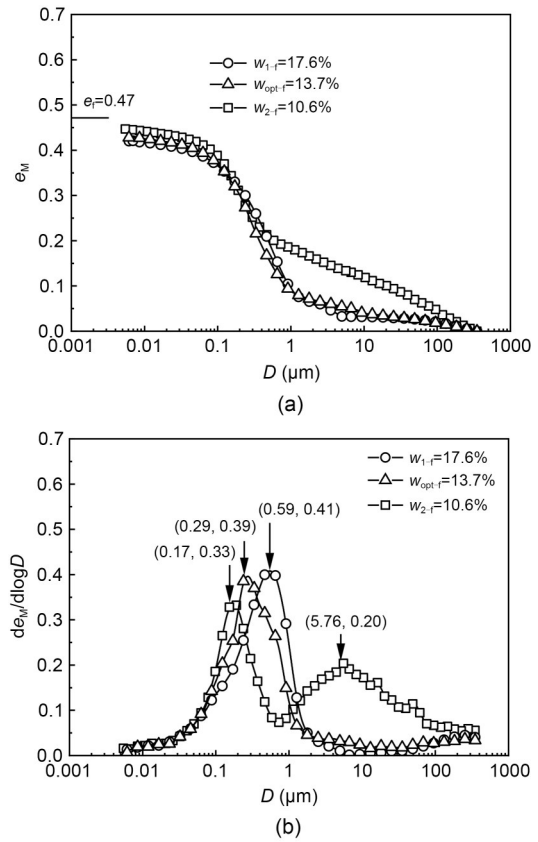 0.7
0.6
0.5
0.4
0.3
0.2
0.1
0.0
e_M
e_f=0.47
w_1-f=17.6%
w_opt-f=13.7%
w_2-f=10.6%
0.001 0.01 0.1 1 10 100 1000
D (μm)
(a)
0.7
0.6
0.5
0.4
0.3
0.2
0.1
0.0
de_M/dlogD
w_1-f=17.6%
w_opt-f=13.7%
w_2-f=10.6%
(0.29, 0.39)
(0.59, 0.41)
(0.17, 0.33)
(5.76, 0.20)
0.001 0.01 0.1 1 10 100 1000
D (μm)
(b)